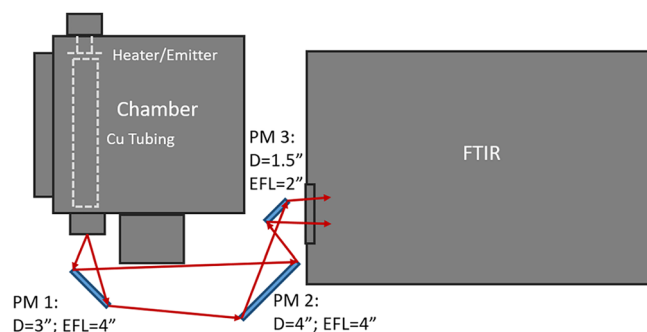 Heater/Emitter
Chamber
Cu Tubing
PM 3:
D=1.5”
EFL=2”
FTIR
PM 1:
D=3”; EFL=4”
PM 2:
D=4”; EFL=4”